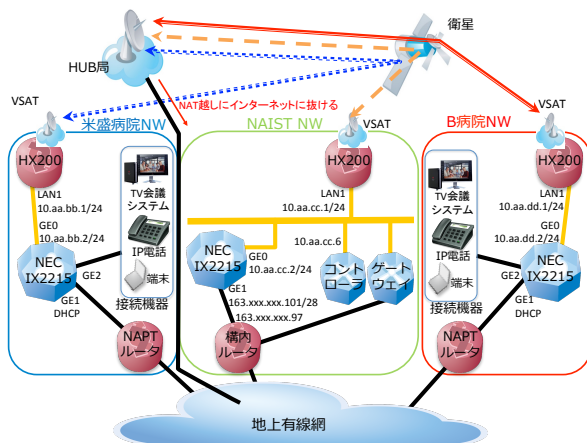 衛星
HUB局
VSAT
NAT越しにインターネットに抜ける
米盛病院NW
NAIST NW
VSAT
B病院NW
VSAT
HX200
LAN1
10.aa.bb.1/24
GE0
10.aa.bb.2/24
NEC
IX2215
GE2
GE1
DHCP
TV会議
システム
IP電話
端末
接続機器
NAPT
ルータ
HX200
LAN1
10.aa.cc.1/24
10.aa.cc.6
NEC
IX2215
GE0
10.aa.cc.2/24
GE1
163.xxx.xxx.101/28
163.xxx.xxx.97
コント
ローラ
ゲート
ウェイ
構内
ルータ
HX200
LAN1
10.aa.dd.1/24
GE0
10.aa.dd.2/24
TV会議
システム
IP電話
端末
接続機器
GE2
NEC
IX2215
GE1
DHCP
NAPT
ルータ
地上有線網